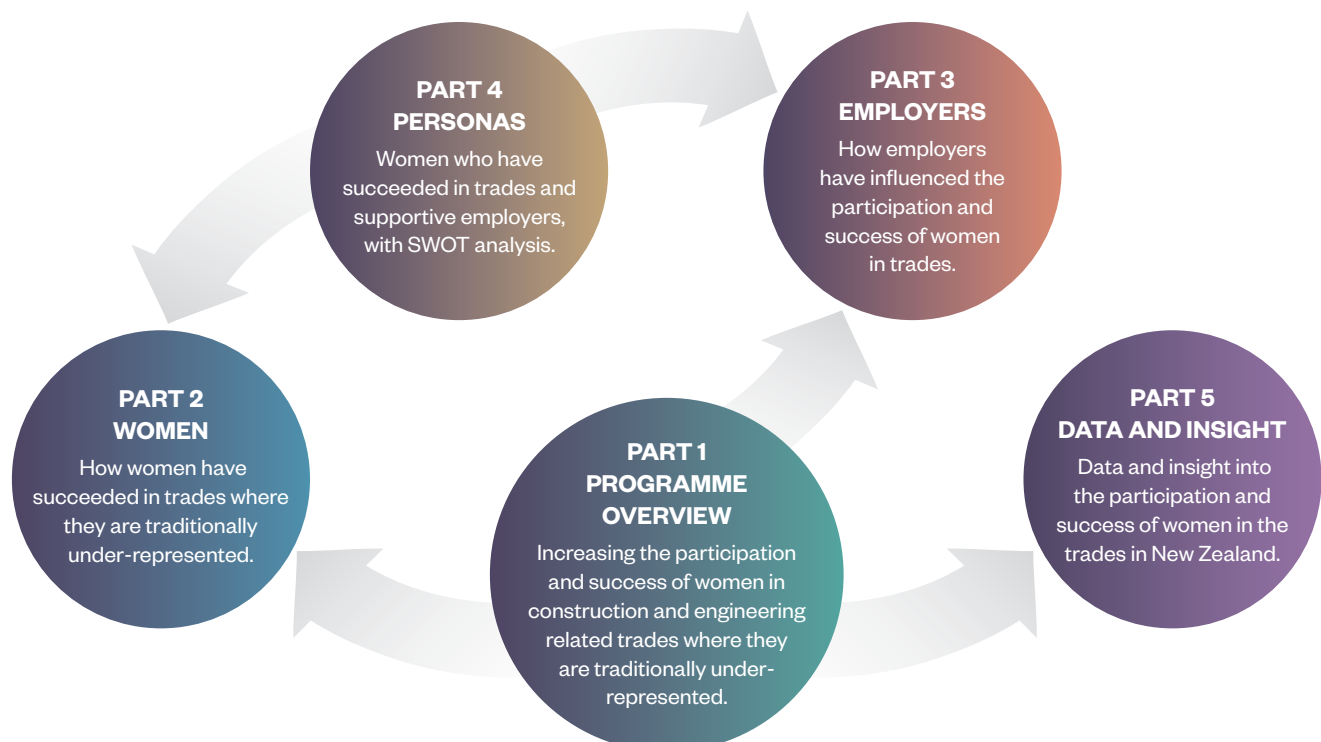 PART 4
PERSONAS
Women who have
succeeded in trades and
supportive employers,
with SWOT analysis.
PART 3
EMPLOYERS
How employers
have influenced the
participation and
success of women
in trades.
PART 2
WOMEN
How women have
succeeded in trades where
they are traditionally
under-represented.
PART 1
PROGRAMME
OVERVIEW
Increasing the participation
and success of women in
construction and engineering
related trades where they
are traditionally under-
represented.
PART 5
DATA AND INSIGHT
Data and insight into
the participation and
success of women in the
trades in New Zealand.